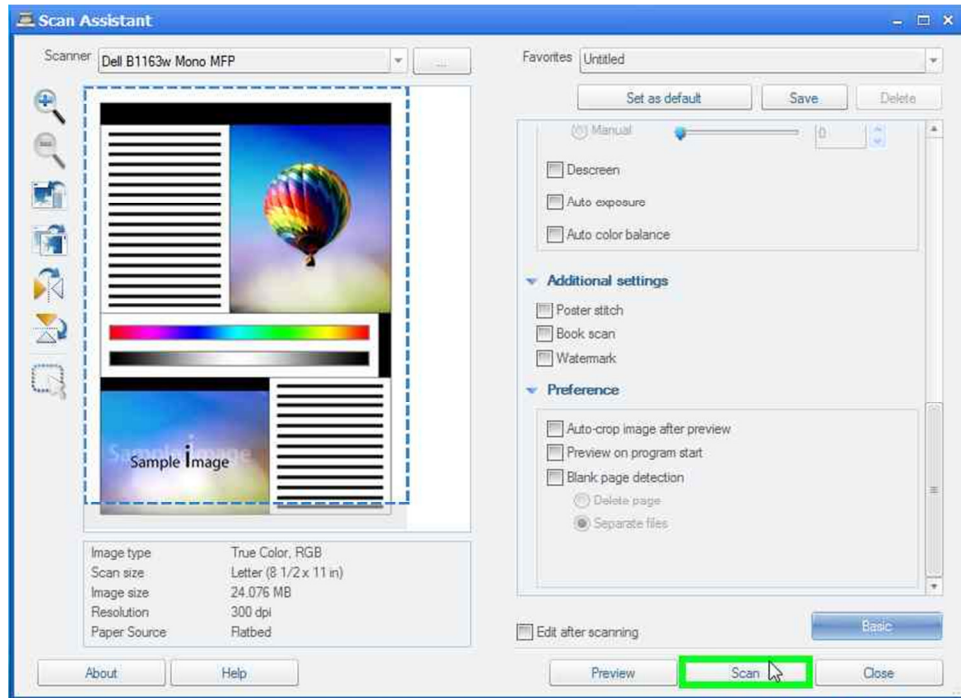 Scan Assistant
Scanner Dell B1163w Mono MFP ...
Sample image
Sample image
Image type True Color, RGB
Scan size Letter (8 1/2 x 11 in)
Image size 24.076 MB
Resolution 300 dpi
Paper Source Flatbed
About Help
Favorites Untitled
Set as default Save Delete
Manual 0
Descreen
Auto exposure
Auto color balance
Additional settings
Poster stitch
Book scan
Watermark
Preference
Auto-crop image after preview
Preview on program start
Blank page detection
Delete page
Separate files
Edit after scanning Basic
Preview Scan Close